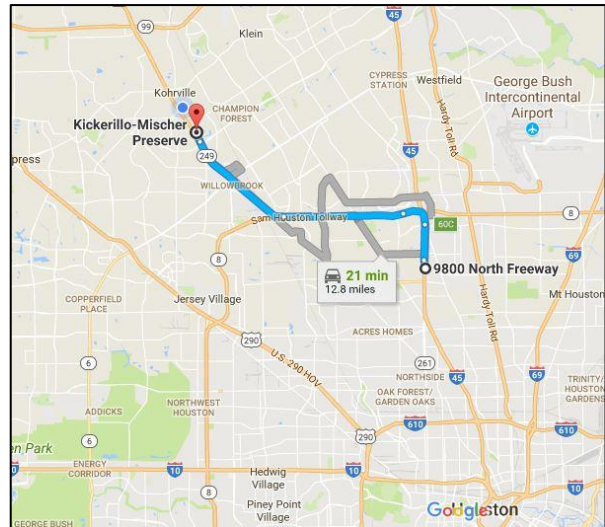 45
Klein
CYPRESS
STATION
Westfield
George Bush
Intercontinental
Airport
Kohrville
CHAMPION
FOREST
Hardy Toll Rd
Kickerillo-Mischer
Preserve
249
press
WILLOWBROOK
45
Sam Houston Tollway
8
60C
69
8
21 min
12.8 miles
9800 North Freeway
Mt Houston
Jersey Village
COPPERFIELD
PLACE
290
ACRES HOMES
Hardy Toll Rd
6
U.S. 290 HOV
261
NORTHSIDE
45
69
TRINITY/
HOUSTON
GARDENS
OAK FOREST/
GARDEN OAKS
610
NORTHWEST
HOUSTON
ADDICKS
290
610
6
en Park
8
ENERGY
CORRIDOR
10
10
10
Hedwig
Village
Piney Point
Village
8
GEORGE BUSH